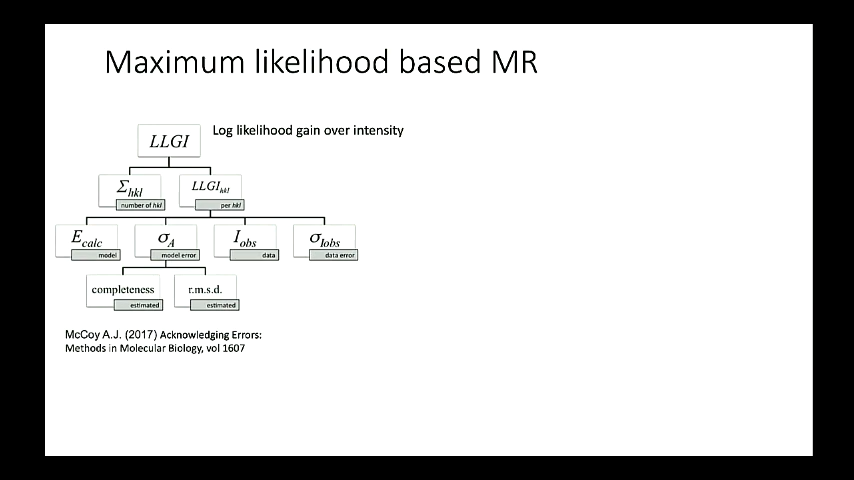 Maximum likelihood based MR
LLGI
Log likelihood gain over intensity
Σhkl
number of hkl
LLGIhkl
per hkl
Ecalc
model
σA
model error
Iobs
data
σIobs
data error
completeness
estimated
r.m.s.d.
estimated
McCoy A.J. (2017) Acknowledging Errors:
Methods in Molecular Biology, vol 1607